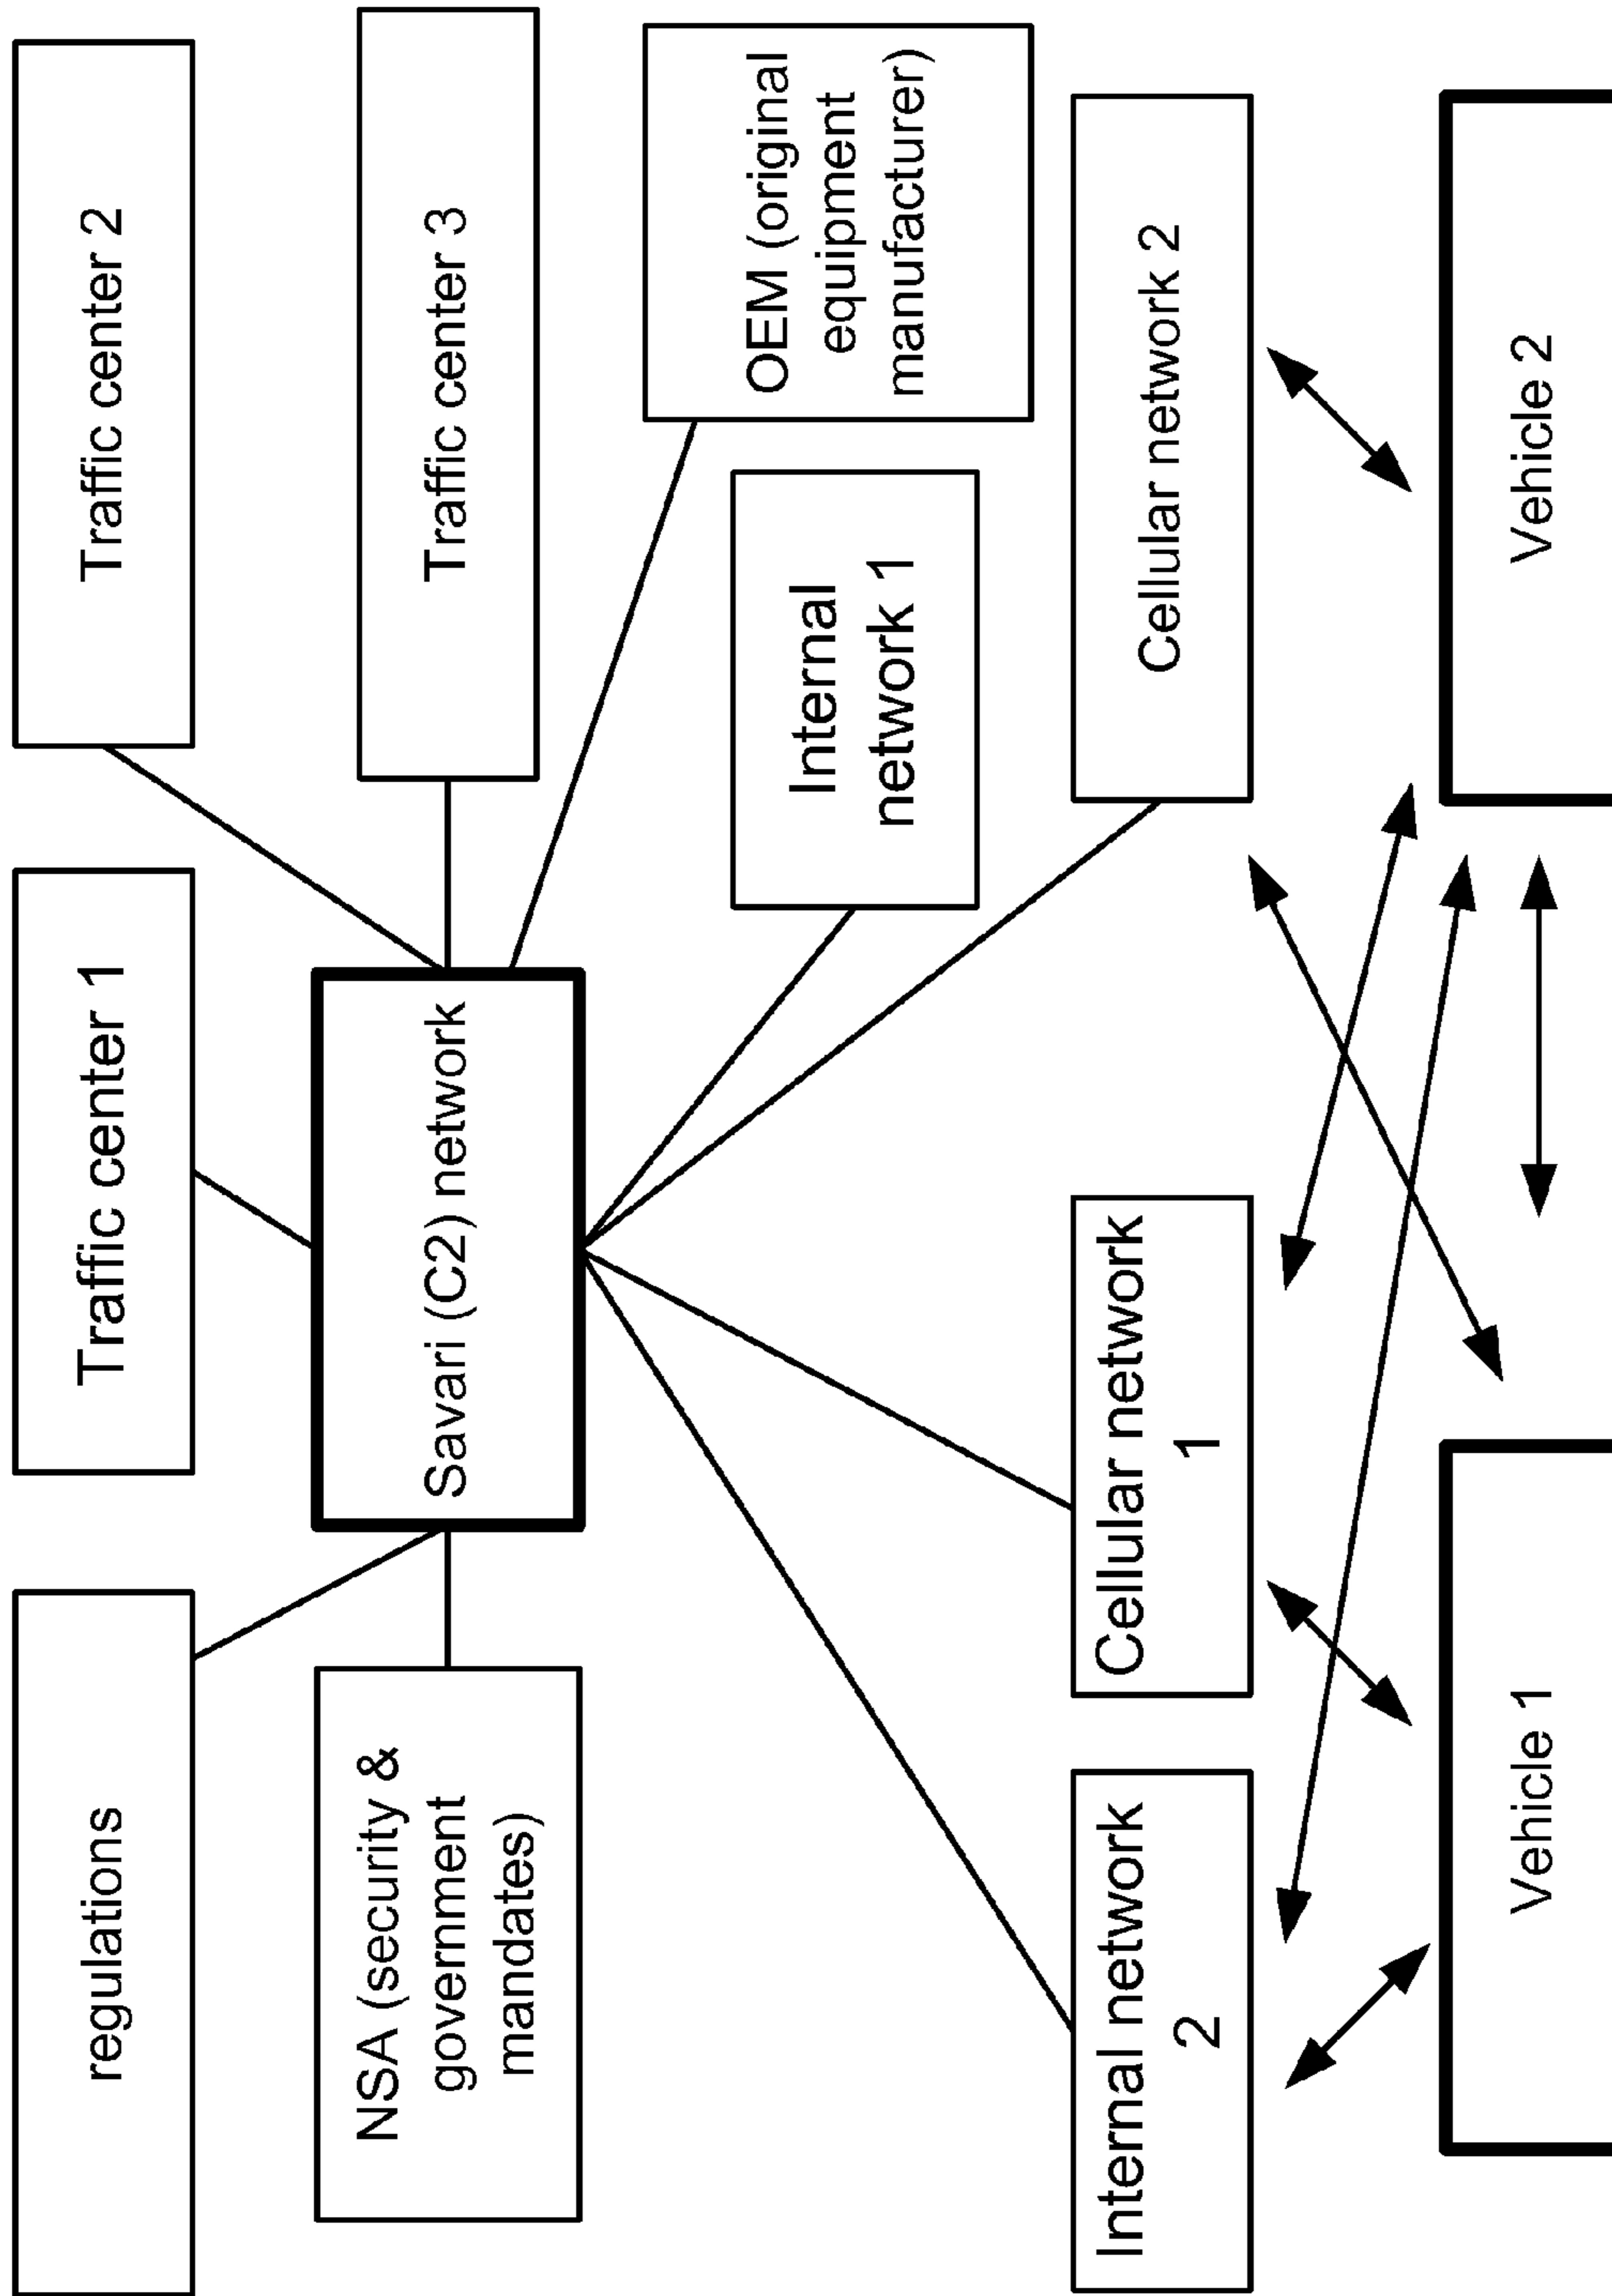 regulations
Traffic center 1
Traffic center 2
NSA (security &
government
mandates)
Savari (C2) network
Traffic center 3
OEM (original
equipment
manufacturer)
Internal
network 1
Internal network
2
Cellular network
1
Cellular network 2
Vehicle 1
Vehicle 2